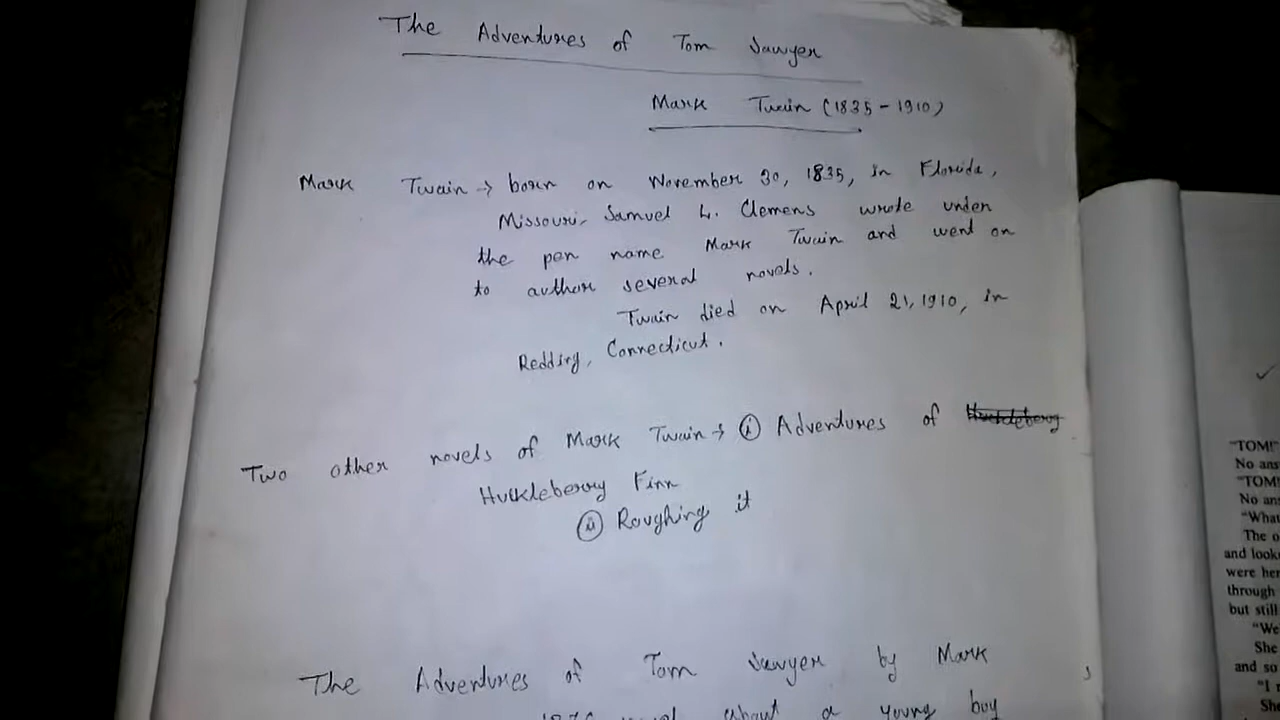 The Adventures of Tom Sawyer
Mark Twain (1835 - 1910)
Mark Twain → born on November 30, 1835, in Florida,
Missouri. Samuel L. Clemens wrote under
the pen name Mark Twain and went on
to author several novels.
Twain died on April 21, 1910, in
Redding, Connecticut.
Two other novels of Mark Twain → (i) Adventures of Huckleberry
Huckleberry Finn
(ii) Roughing it
The Adventures of Tom Sawyer by Mark
1876 novel about a young boy
"TOM!"
No ans
"TOM!
No ans
"What
The o
and look
were her
through
but still
"We
She
and so
"I n
She